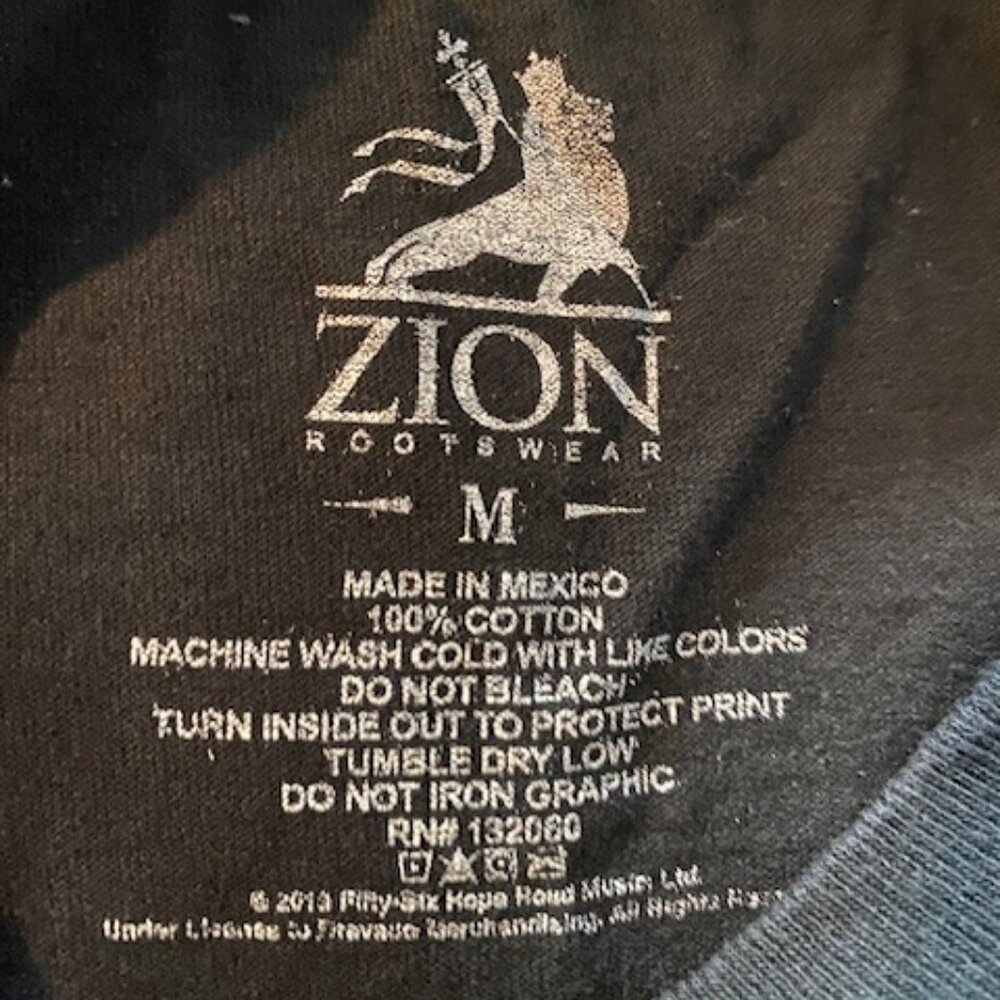 ZION
ROOTSWEAR
M
MADE IN MEXICO
100% COTTON
MACHINE WASH COLD WITH LIKE COLORS
DO NOT BLEACH
TURN INSIDE OUT TO PROTECT PRINT
TUMBLE DRY LOW
DO NOT IRON GRAPHIC
RN# 132060
© 2013 Fifty-Six Hope Road Music Ltd.
Under License to Bravado Merchandising. All Rights